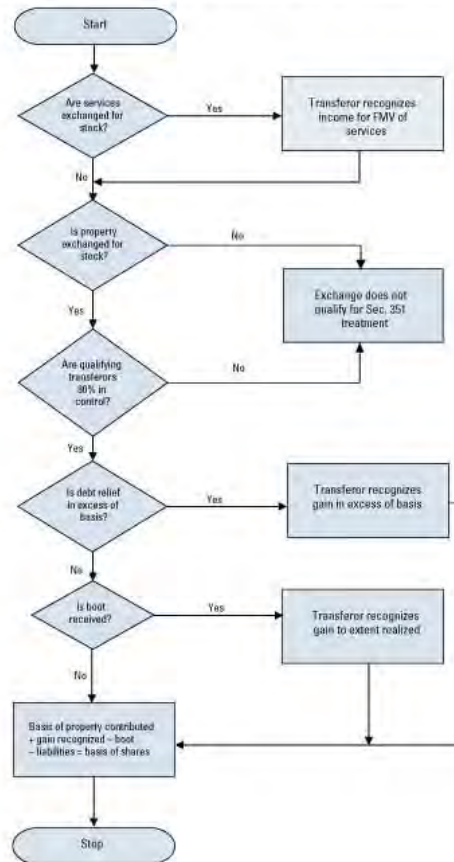 Start
Are services
exchanged for
stock?
Yes
Transferor recognizes
income for FMV of
services
No
Is property
exchanged for
stock?
No
Exchange does not
qualify for Sec. 351
treatment
Yes
Are qualifying
transferors
80% in
control?
No
Yes
Is debt relief
in excess of
basis?
Yes
Transferor recognizes
gain in excess of basis
No
Is boot
received?
Yes
Transferor recognizes
gain to extent realized
No
Basis of property contributed
+ gain recognized – boot
– liabilities = basis of shares
Stop